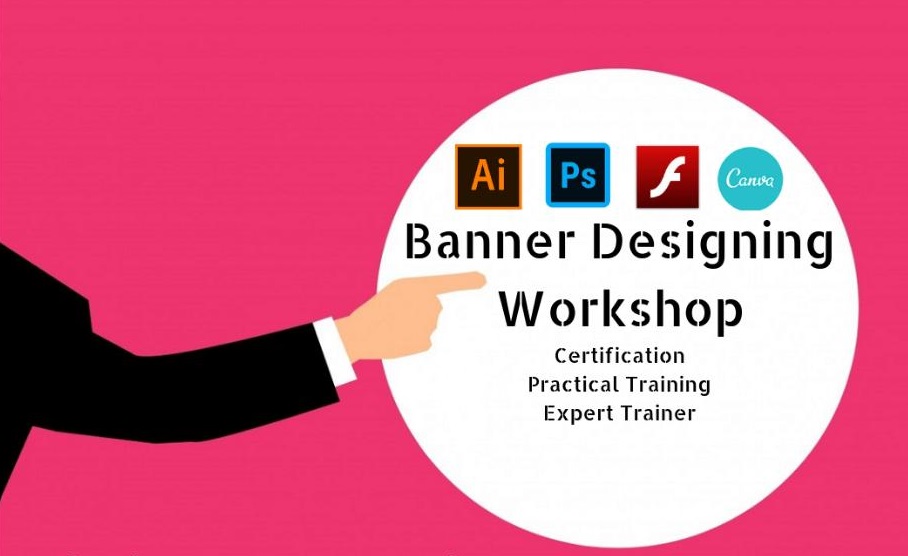 Ai Ps f Canva
Banner Designing
Workshop
Certification
Practical Training
Expert Trainer